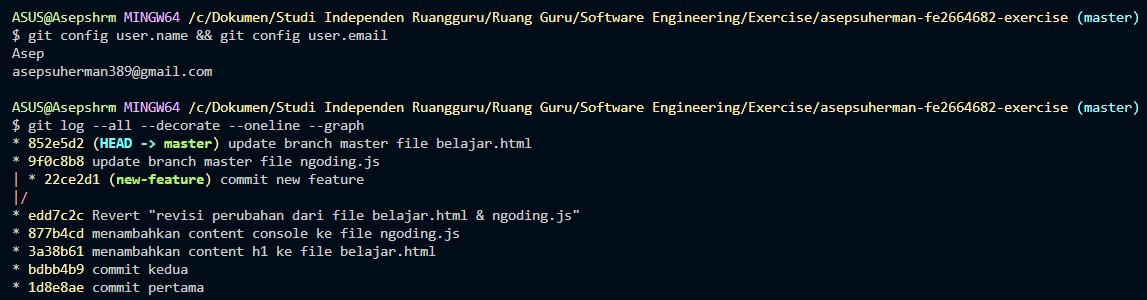 ASUS@Asepshrm MINGW64 /c/Dokumen/Studi Independen Ruangguru/Ruang Guru/Software Engineering/Exercise/asepsuherman-fe2664682-exercise (master)
$ git config user.name && git config user.email
Asep
asepsuherman389@gmail.com
ASUS@Asepshrm MINGW64 /c/Dokumen/Studi Independen Ruangguru/Ruang Guru/Software Engineering/Exercise/asepsuherman-fe2664682-exercise (master)
$ git log --all --decorate --oneline --graph
* 852e5d2 (HEAD -> master) update branch master file belajar.html
* 9f0c8b8 update branch master file ngoding.js
| * 22ce2d1 (new-feature) commit new feature
|/
* edd7c2c Revert "revisi perubahan dari file belajar.html & ngoding.js"
* 877b4cd menambahkan content console ke file ngoding.js
* 3a38b61 menambahkan content h1 ke file belajar.html
* bdbb4b9 commit kedua
* 1d8e8ae commit pertama